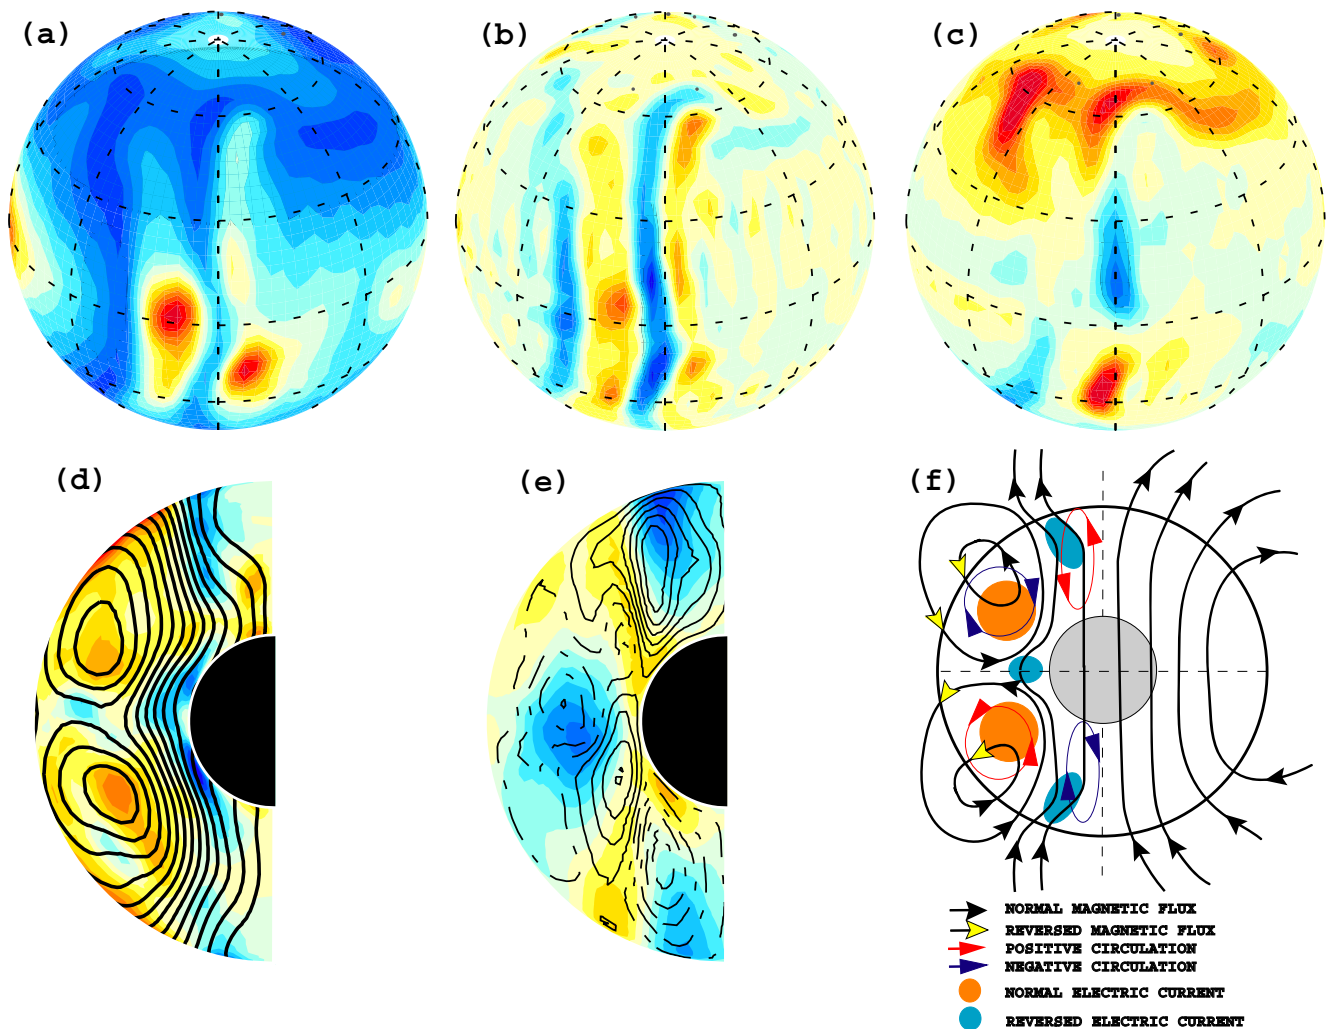 (a)
(b)
(c)
(d)
(e)
(f)
NORMAL MAGNETIC FLUX
REVERSED MAGNETIC FLUX
POSITIVE CIRCULATION
NEGATIVE CIRCULATION
NORMAL ELECTRIC CURRENT
REVERSED ELECTRIC CURRENT